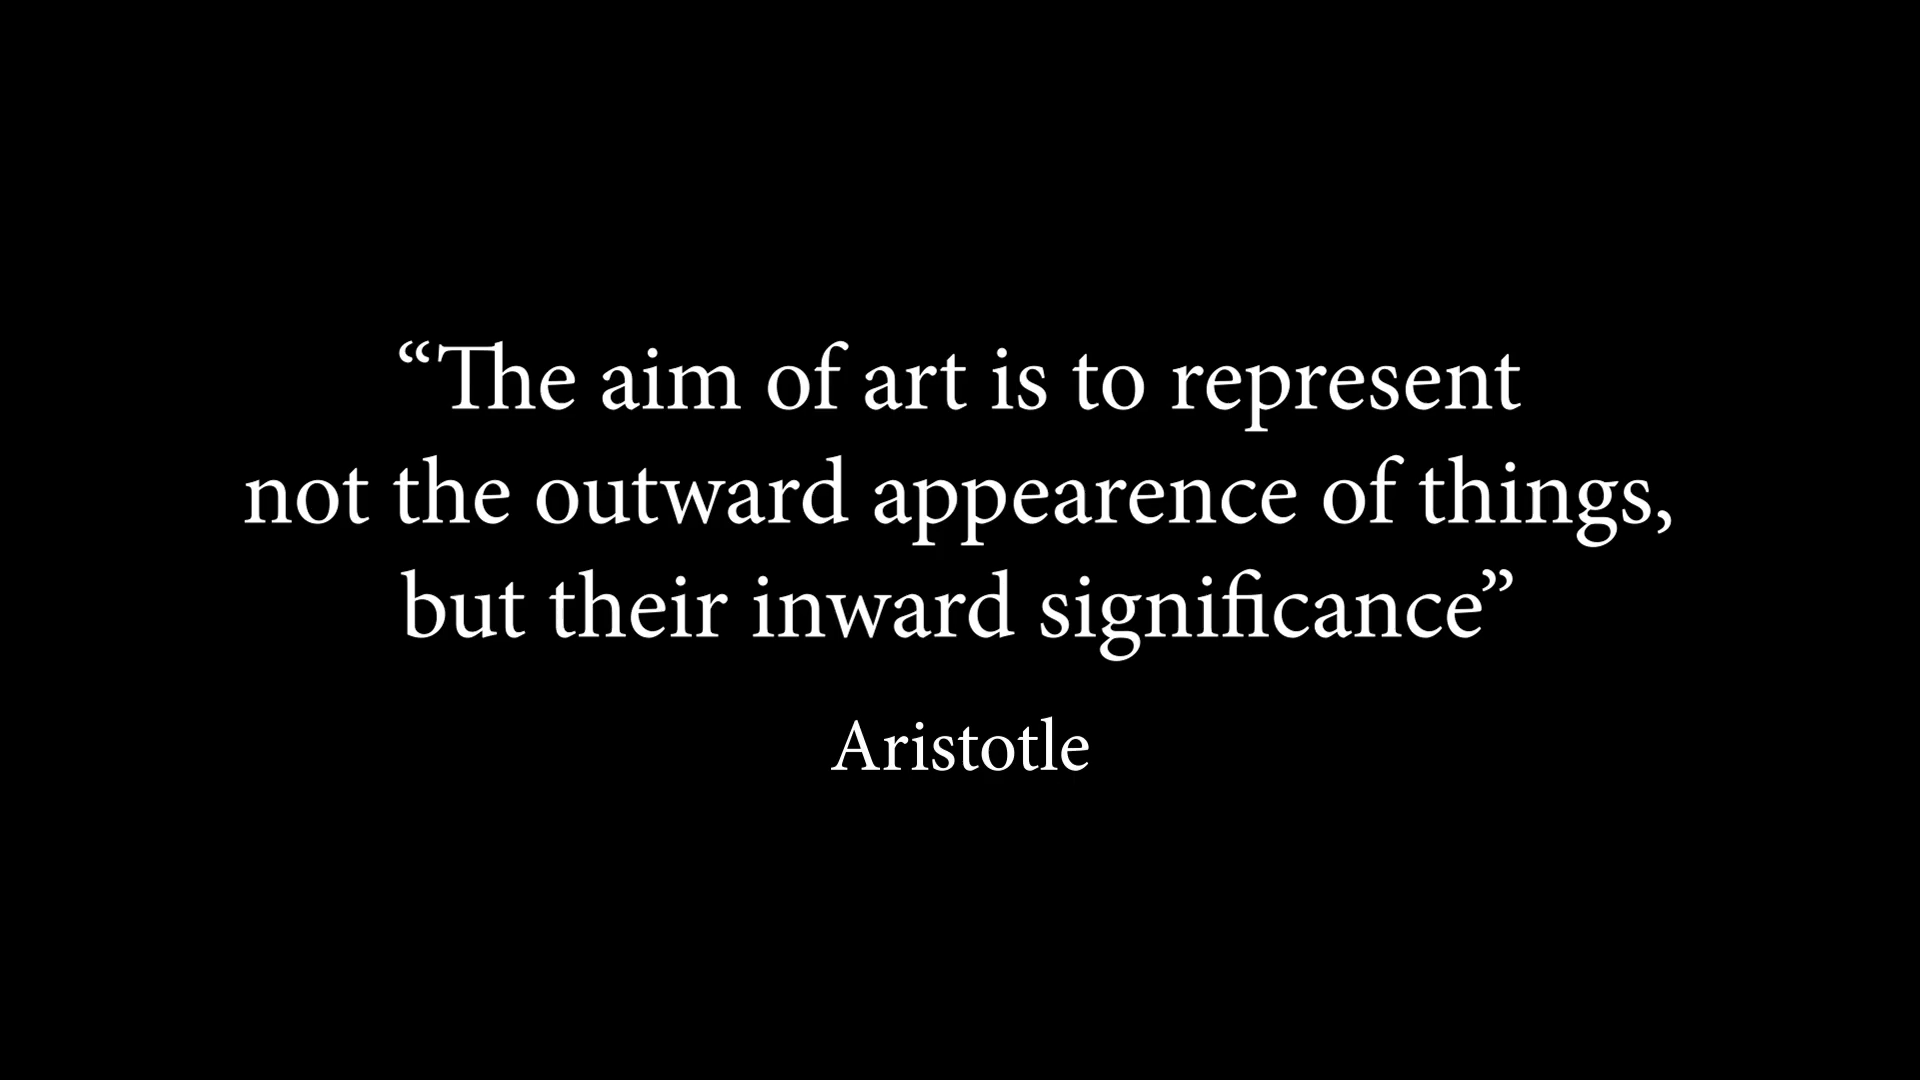 “The aim of art is to represent
not the outward appearence of things,
but their inward significance”
Aristotle